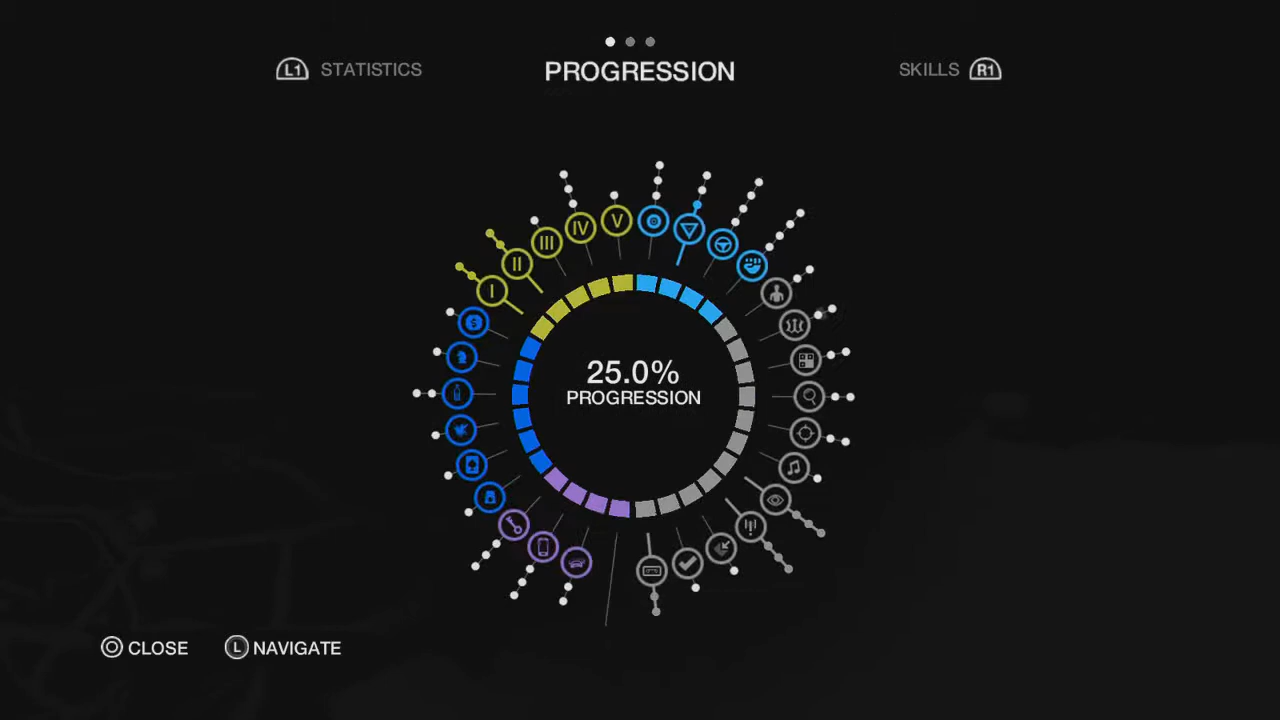 L1 STATISTICS
PROGRESSION
SKILLS R1
I
II
III
IV
V
25.0%
PROGRESSION
CLOSE
L NAVIGATE